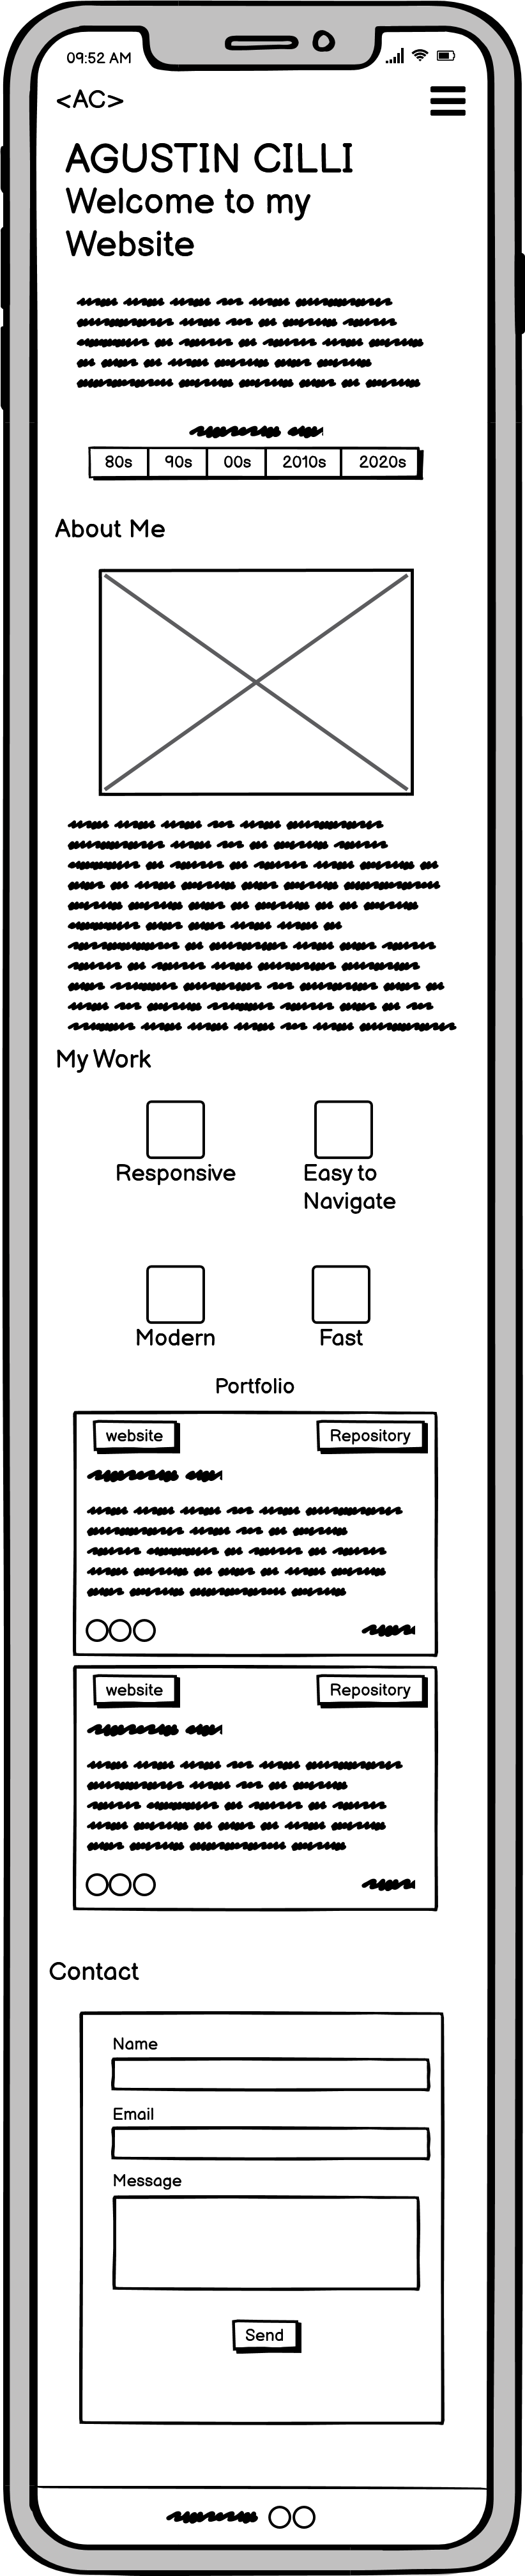 09:52 AM
<AC>
AGUSTIN CILLI
Welcome to my
Website
80s 90s 00s 2010s 2020s
About Me
My Work
Responsive
Easy to
Navigate
Modern
Fast
Portfolio
website Repository
website Repository
Contact
Name
Email
Message
Send